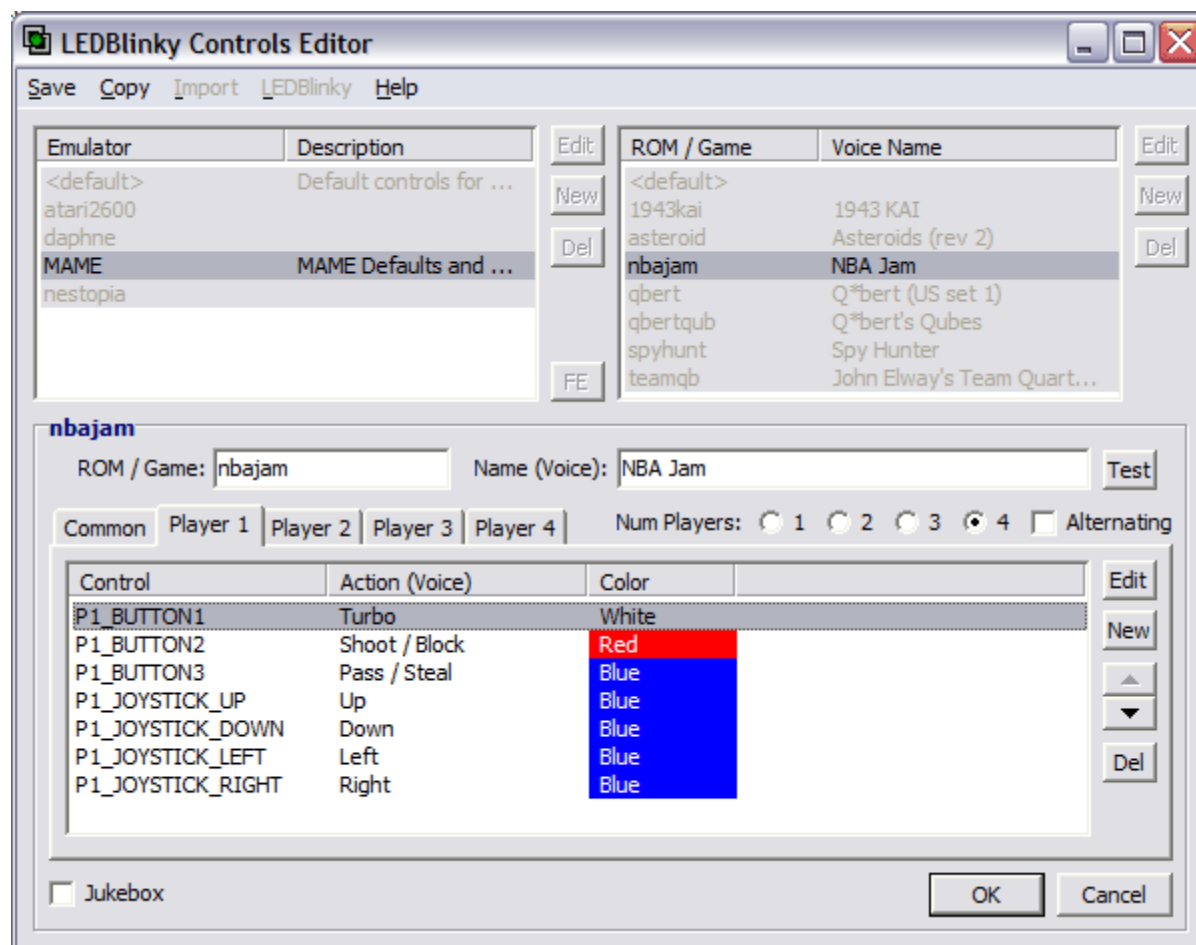 LEDBlinky Controls Editor
Save Copy Import LEDBlinky Help
Emulator Description Edit ROM / Game Voice Name Edit
<default> Default controls for ... New <default> New
atari2600 1943kai 1943 KAI
daphne Del asteroid Asteroids (rev 2) Del
MAME MAME Defaults and ... nbajam NBA Jam
nestopia qbert Q*bert (US set 1)
qbertqub Q*bert's Qubes
spyhunt Spy Hunter
FE teamqb John Elway's Team Quart...
nbajam
ROM / Game: nbajam Name (Voice): NBA Jam Test
Common Player 1 Player 2 Player 3 Player 4 Num Players: 1 2 3 4 Alternating
Control Action (Voice) Color Edit
P1_BUTTON1 Turbo White
P1_BUTTON2 Shoot / Block Red New
P1_BUTTON3 Pass / Steal Blue
P1_JOYSTICK_UP Up Blue
P1_JOYSTICK_DOWN Down Blue
P1_JOYSTICK_LEFT Left Blue Del
P1_JOYSTICK_RIGHT Right Blue
Jukebox OK Cancel